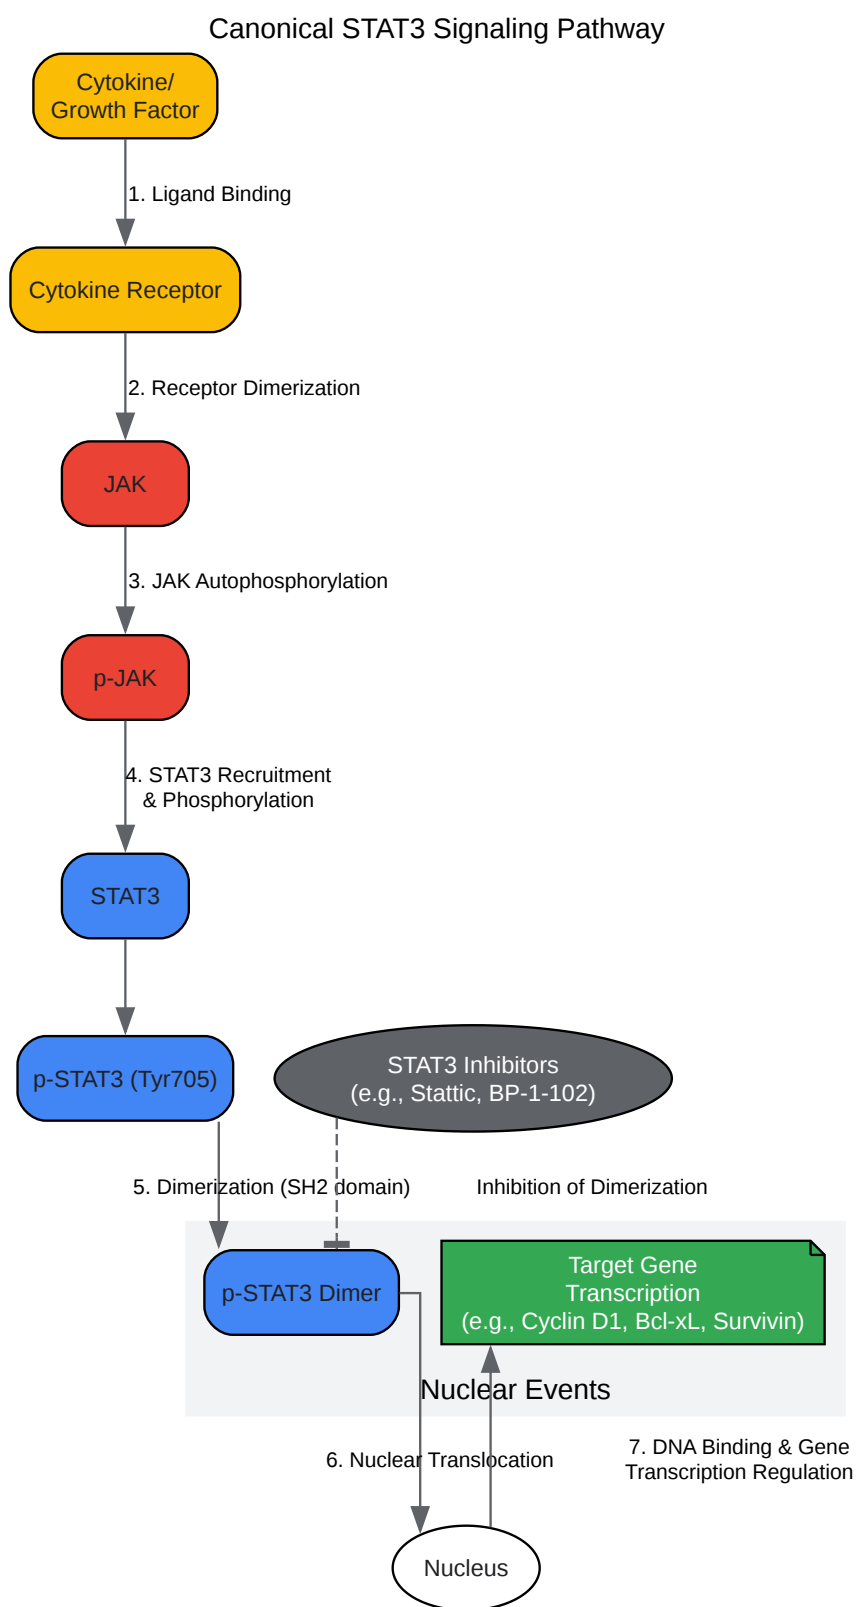 Canonical STAT3 Signaling Pathway
Cytokine/
Growth Factor
1. Ligand Binding
Cytokine Receptor
2. Receptor Dimerization
JAK
3. JAK Autophosphorylation
p-JAK
4. STAT3 Recruitment
& Phosphorylation
STAT3
p-STAT3 (Tyr705)
STAT3 Inhibitors
(e.g., Stattic, BP-1-102)
5. Dimerization (SH2 domain)
Inhibition of Dimerization
p-STAT3 Dimer
Target Gene
Transcription
(e.g., Cyclin D1, Bcl-xL, Survivin)
Nuclear Events
6. Nuclear Translocation
7. DNA Binding & Gene
Transcription Regulation
Nucleus